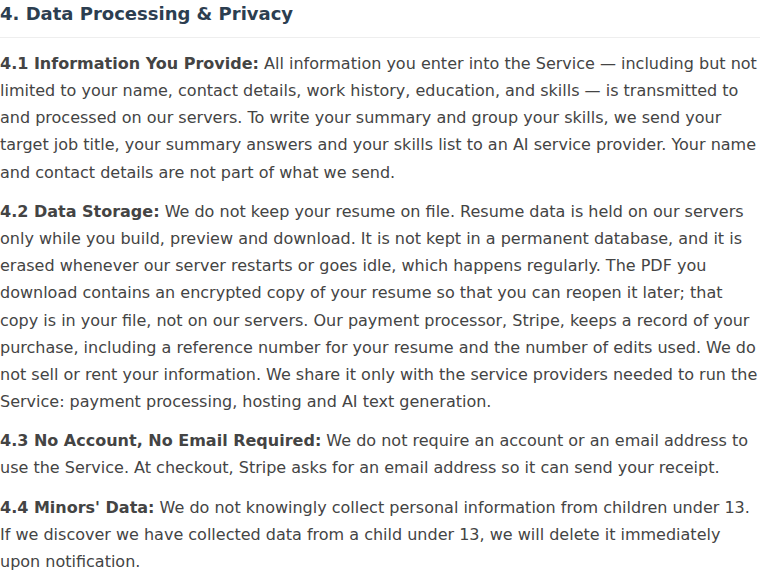 4. Data Processing & Privacy
4.1 Information You Provide: All information you enter into the Service — including but not
limited to your name, contact details, work history, education, and skills — is transmitted to
and processed on our servers. To write your summary and group your skills, we send your
target job title, your summary answers and your skills list to an AI service provider. Your name
and contact details are not part of what we send.
4.2 Data Storage: We do not keep your resume on file. Resume data is held on our servers
only while you build, preview and download. It is not kept in a permanent database, and it is
erased whenever our server restarts or goes idle, which happens regularly. The PDF you
download contains an encrypted copy of your resume so that you can reopen it later; that
copy is in your file, not on our servers. Our payment processor, Stripe, keeps a record of your
purchase, including a reference number for your resume and the number of edits used. We do
not sell or rent your information. We share it only with the service providers needed to run the
Service: payment processing, hosting and AI text generation.
4.3 No Account, No Email Required: We do not require an account or an email address to
use the Service. At checkout, Stripe asks for an email address so it can send your receipt.
4.4 Minors' Data: We do not knowingly collect personal information from children under 13.
If we discover we have collected data from a child under 13, we will delete it immediately
upon notification.